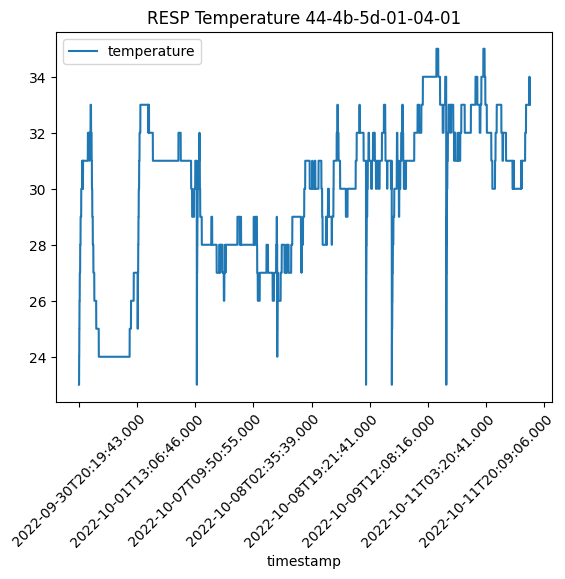 RESP Temperature 44-4b-5d-01-04-01
temperature
34
32
30
28
26
24
2022-09-30T20:19:43.000
2022-10-01T13:06:46.000
2022-10-07T09:50:55.000
2022-10-08T02:35:39.000
2022-10-08T19:21:41.000
2022-10-09T12:08:16.000
2022-10-11T03:20:41.000
2022-10-11T20:09:06.000
timestamp